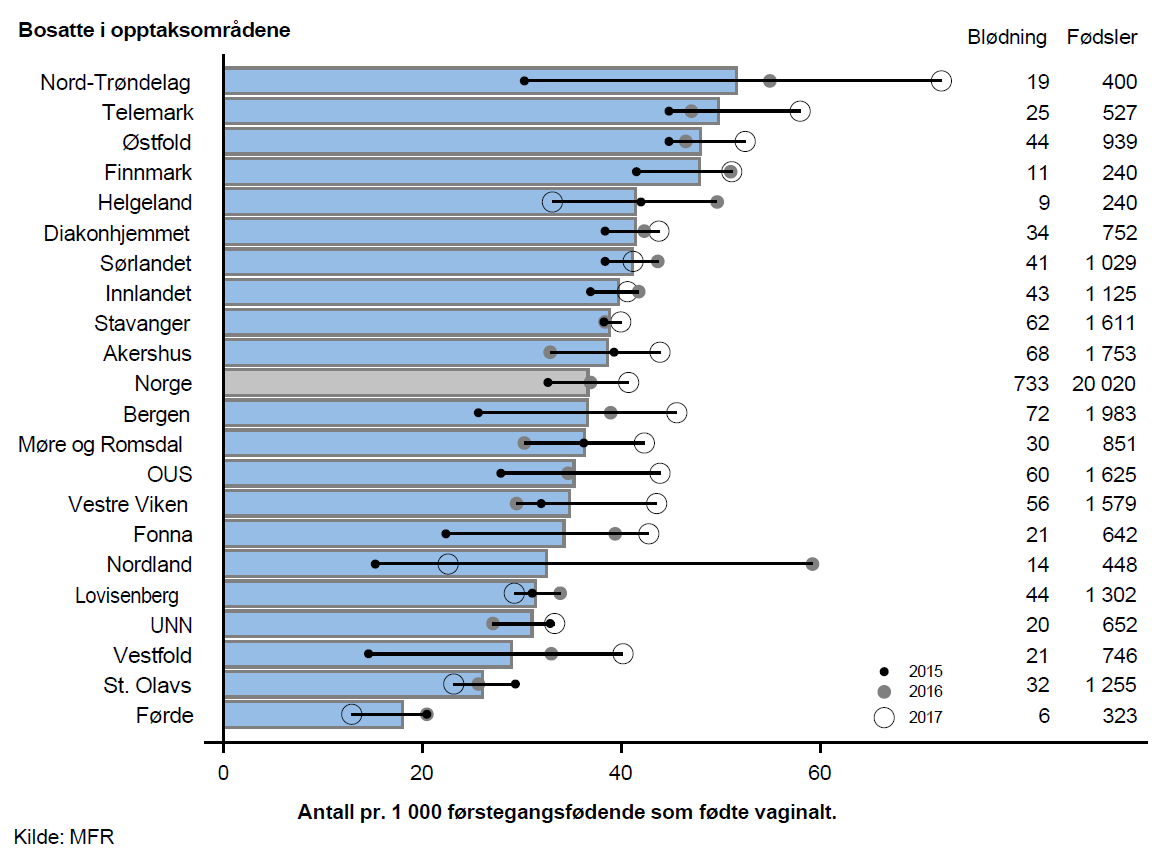 Bosatte i opptaksområdene
Blødning Fødsler
Nord-Trøndelag 19 400
Telemark 25 527
Østfold 44 939
Finnmark 11 240
Helgeland 9 240
Diakonhjemmet 34 752
Sørlandet 41 1 029
Innlandet 43 1 125
Stavanger 62 1 611
Akershus 68 1 753
Norge 733 20 020
Bergen 72 1 983
Møre og Romsdal 30 851
OUS 60 1 625
Vestre Viken 56 1 579
Fonna 21 642
Nordland 14 448
Lovisenberg 44 1 302
UNN 20 652
Vestfold 21 746
St. Olavs 32 1 255
Førde 6 323
2015
2016
2017
0 20 40 60
Antall pr. 1 000 førstegangsfødende som fødte vaginalt.
Kilde: MFR